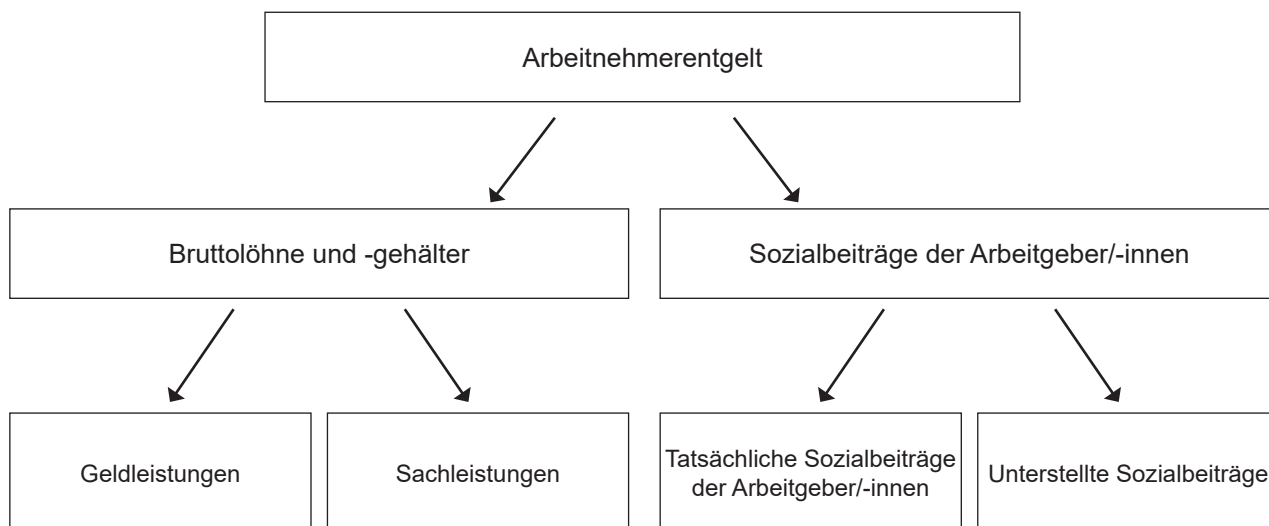 Arbeitnehmerentgelt
Bruttolöhne und -gehälter
Sozialbeiträge der Arbeitgeber/-innen
Geldleistungen
Sachleistungen
Tatsächliche Sozialbeiträge
der Arbeitgeber/-innen
Unterstellte Sozialbeiträge